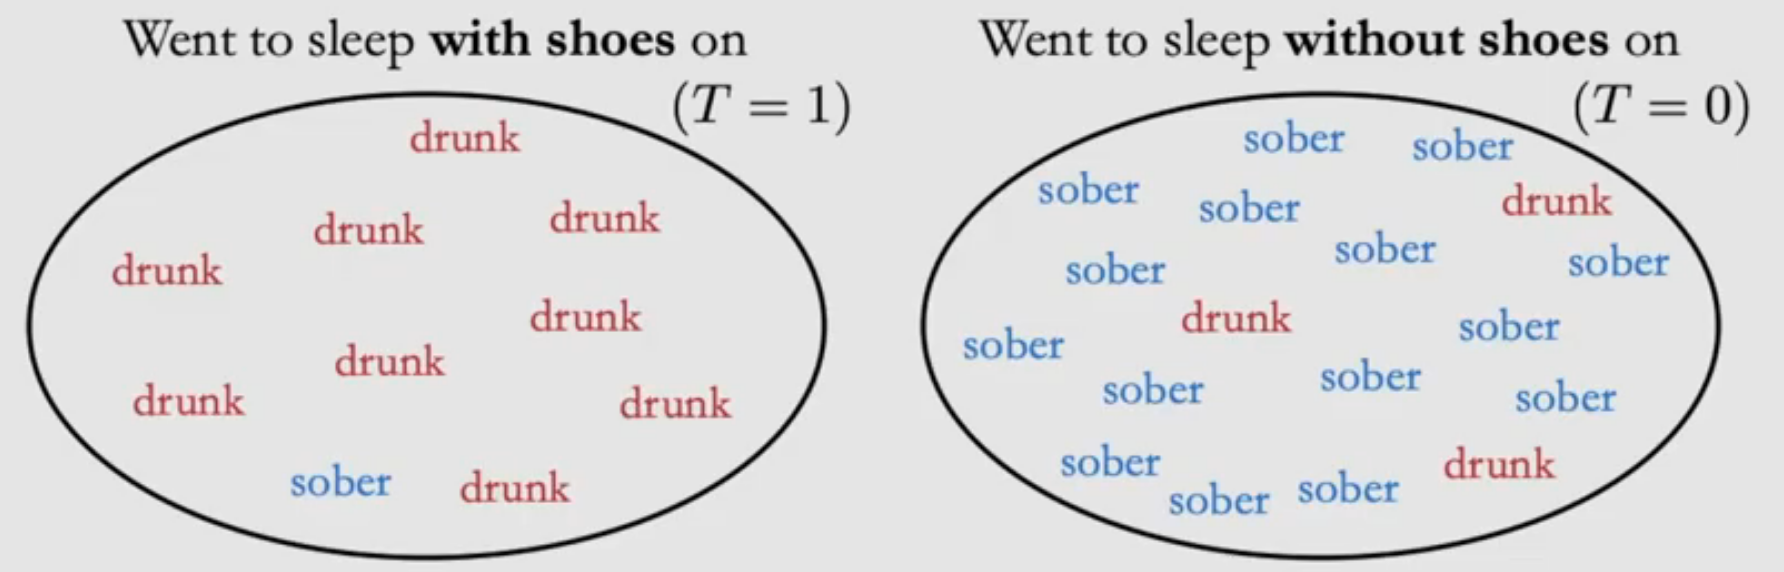 Went to sleep with shoes on
(T = 1)
drunk
drunk
drunk
drunk
drunk
drunk
drunk
drunk
sober
drunk
Went to sleep without shoes on
(T = 0)
sober
sober
sober
sober
drunk
sober
sober
sober
drunk
sober
sober
sober
sober
sober
sober
drunk
sober
sober